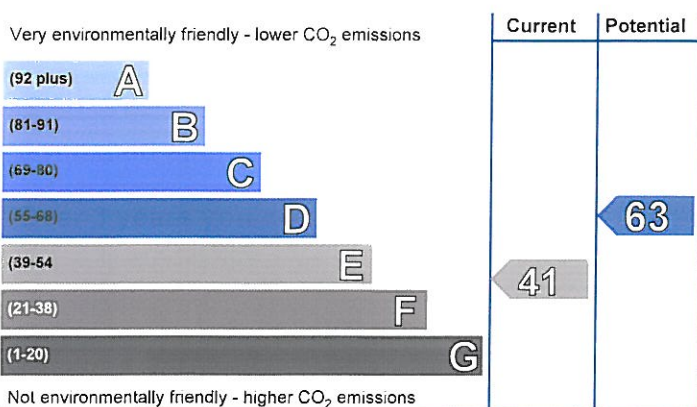 Very environmentally friendly - lower CO₂ emissions
Current Potential
(92 plus) A
(81-91) B
(69-80) C
(55-68) D
63
(39-54 E
41
(21-38) F
(1-20) G
Not environmentally friendly - higher CO₂ emissions